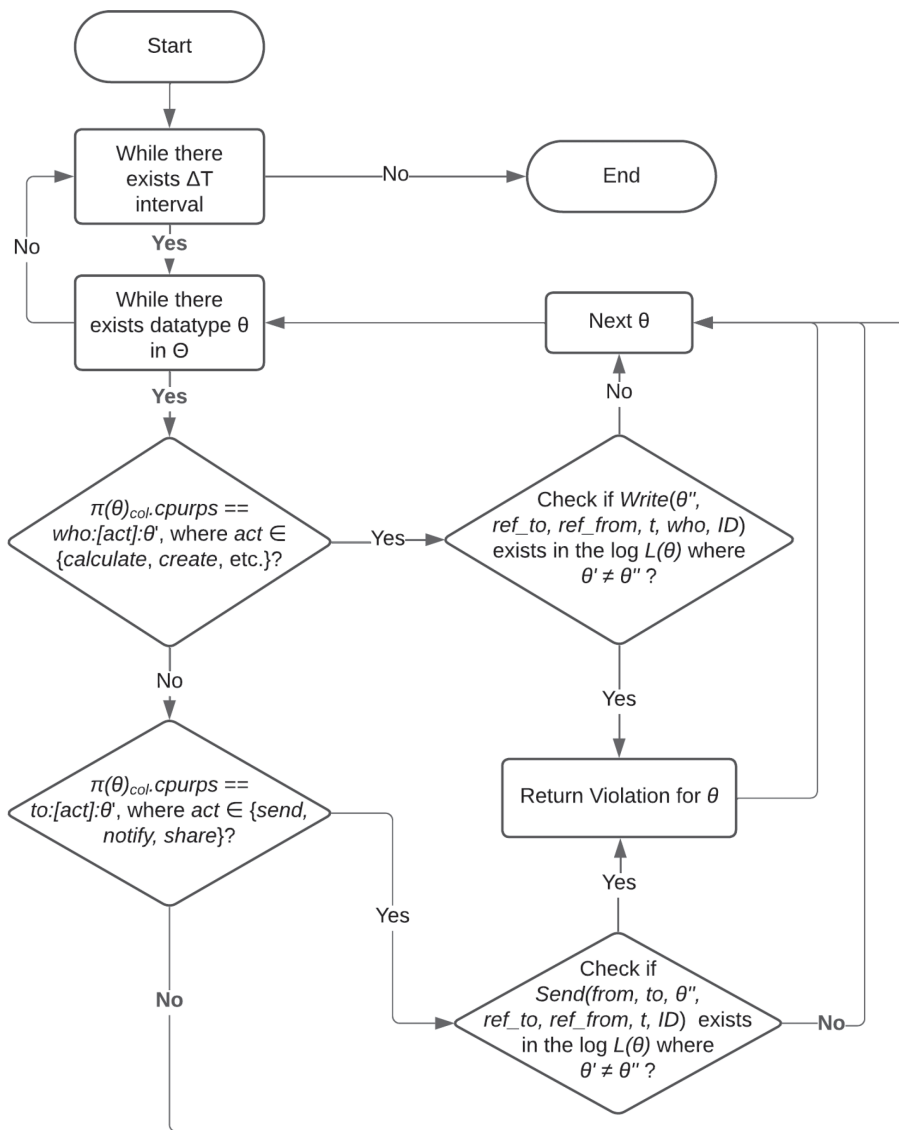 Start
While there
exists ΔT
interval
No
End
Yes
No
While there
exists datatype θ
in Θ
Next θ
Yes
No
π(θ)col.cpurps ==
who:[act]:θ', where act ∈
{calculate, create, etc.}?
Yes
Check if Write(θ'',
ref_to, ref_from, t, who, ID)
exists in the log L(θ) where
θ' ≠ θ'' ?
No
Yes
π(θ)col.cpurps ==
to:[act]:θ', where act ∈ {send,
notify, share}?
Return Violation for θ
Yes
Yes
No
Check if
Send(from, to, θ'',
ref_to, ref_from, t, ID) exists
in the log L(θ) where
θ' ≠ θ'' ?
No